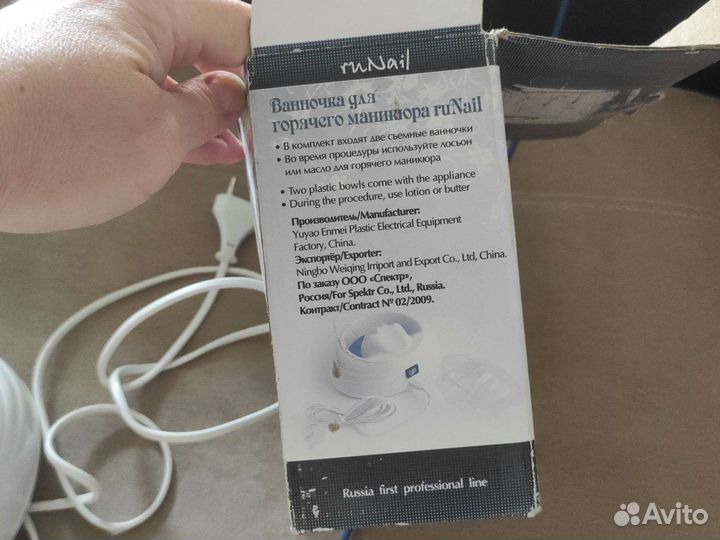 ruNail
Ванночка для
горячего маникюра ruNail
• В комплект входят две съемные ванночки
• Во время процедуры используйте лосьон
или масло для горячего маникюра
• Two plastic bowls come with the appliance
• During the procedure, use lotion or butter
Производитель/Manufacturer:
Yuyao Enmei Plastic Electrical Equipment
Factory, China.
Экспортёр/Exporter:
Ningbo Weiqing Import and Export Co., Ltd, China.
По заказу ООО «Спектр»,
Россия/For Spektr Co., Ltd., Russia.
Контракт/Contract № 02/2009.
Russia first professional line
Avito